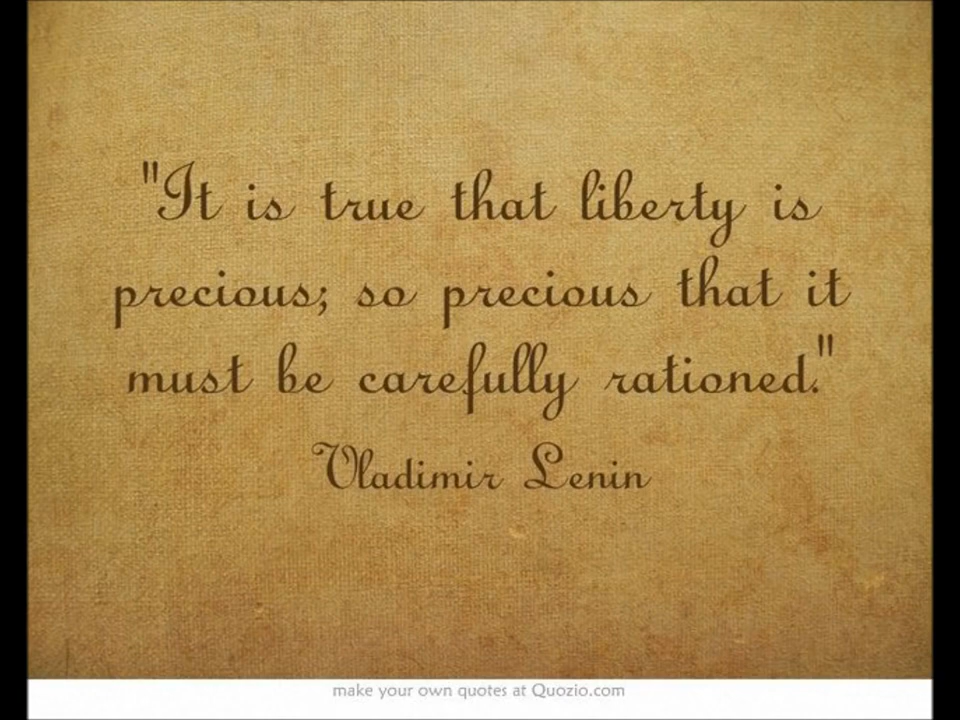 "It is true that liberty is
precious; so precious that it
must be carefully rationed."
Vladimir Lenin
make your own quotes at Quozio.com